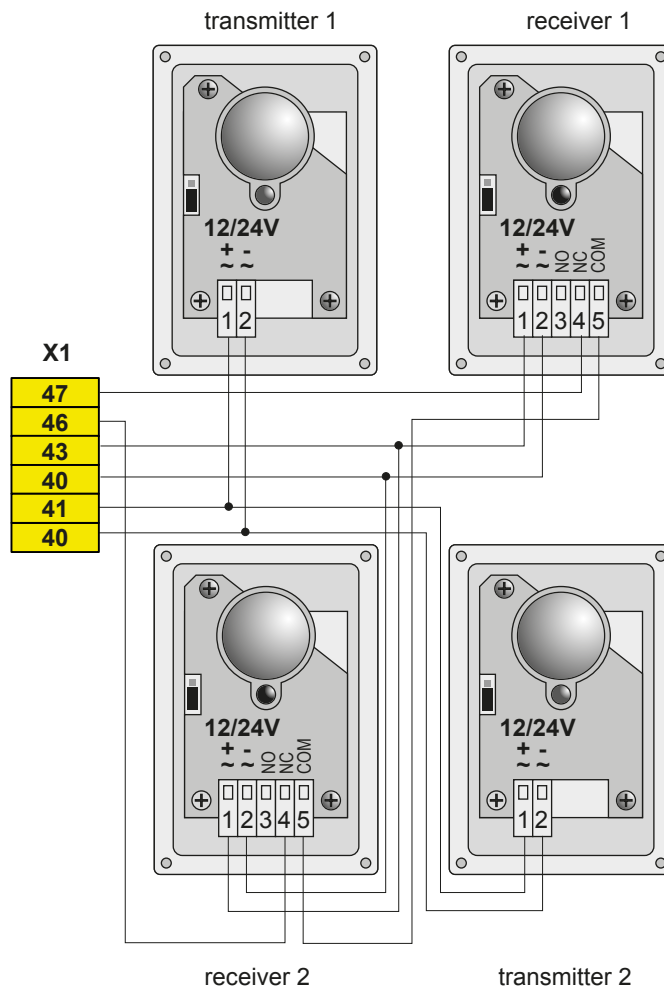 transmitter 1
receiver 1
12/24V
+ -
~ ~
1 2
12/24V
+ -
~ ~ NO NC COM
1 2 3 4 5
X1
47
46
43
40
41
40
12/24V
+ -
~ ~ NO NC COM
1 2 3 4 5
12/24V
+ -
~ ~
1 2
receiver 2
transmitter 2